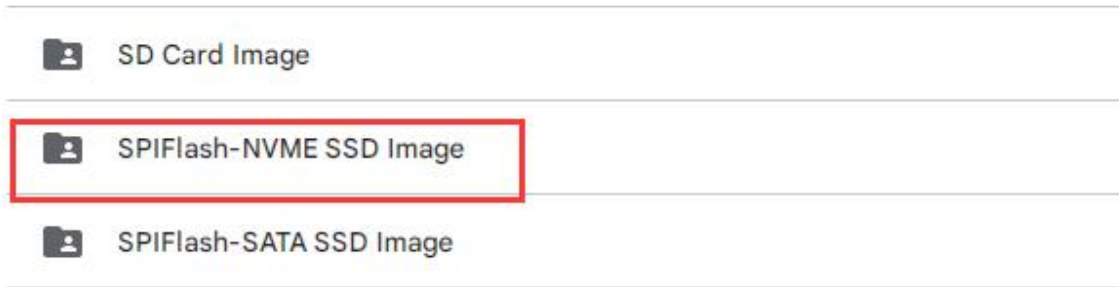 SD Card Image
SPIFlash-NVME SSD Image
SPIFlash-SATA SSD Image